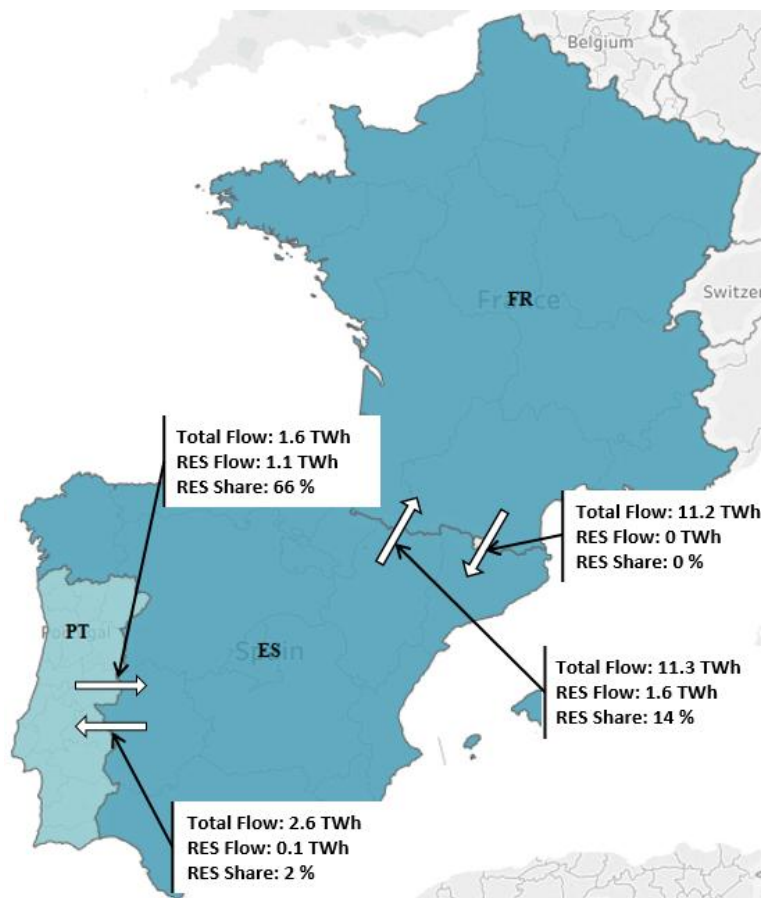 Belgium
France
FR
Switzer
Total Flow: 1.6 TWh
RES Flow: 1.1 TWh
RES Share: 66 %
Total Flow: 11.2 TWh
RES Flow: 0 TWh
RES Share: 0 %
Portugal
PT
Spain
ES
Total Flow: 11.3 TWh
RES Flow: 1.6 TWh
RES Share: 14 %
Total Flow: 2.6 TWh
RES Flow: 0.1 TWh
RES Share: 2 %